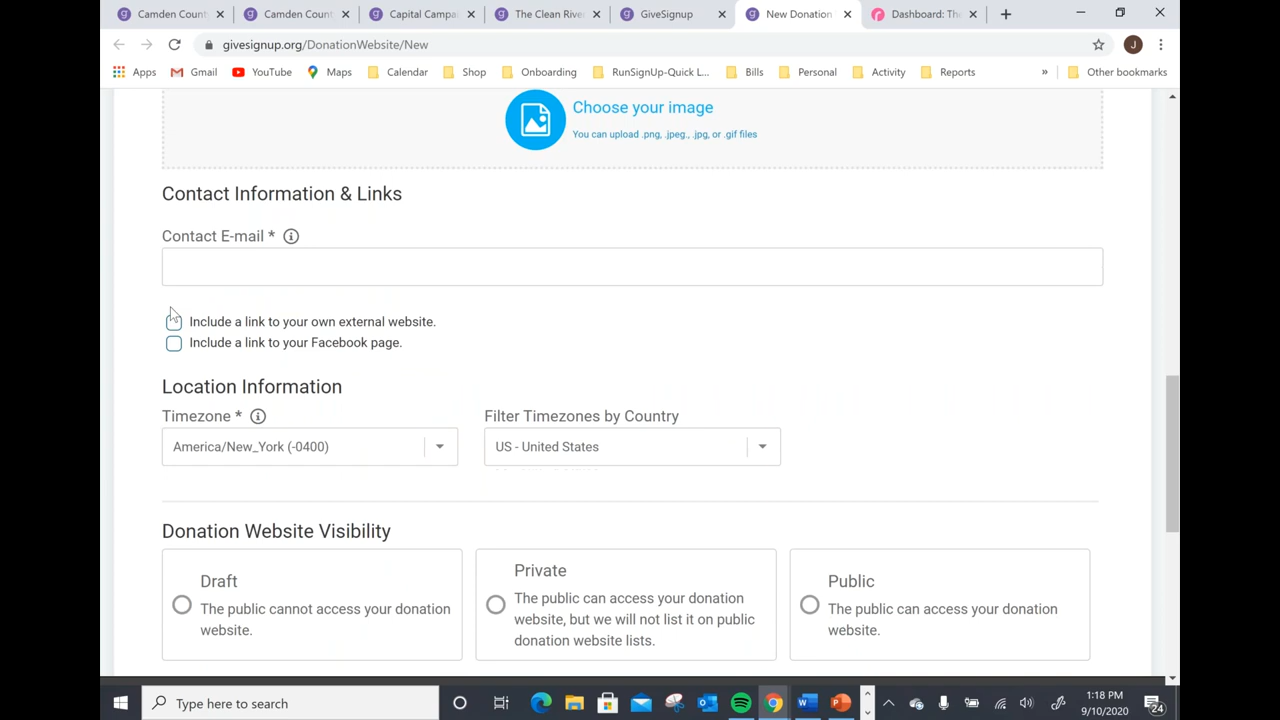 Camden Count
Camden Count
Capital Campa
The Clean Rive
GiveSignup
New Donation
Dashboard: The
givesignup.org/DonationWebsite/New
J
Apps
Gmail
YouTube
Maps
Calendar
Shop
Onboarding
RunSignUp-Quick L...
Bills
Personal
Activity
Reports
»
Other bookmarks
Choose your image
You can upload .png, .jpeg., .jpg, or .gif files
Contact Information & Links
Contact E-mail *
Include a link to your own external website.
Include a link to your Facebook page.
Location Information
Timezone *
Filter Timezones by Country
America/New_York (-0400)
US - United States
Donation Website Visibility
Draft
The public cannot access your donation
website.
Private
The public can access your donation
website, but we will not list it on public
donation website lists.
Public
The public can access your donation
website.
Type here to search
1:18 PM
9/10/2020
24